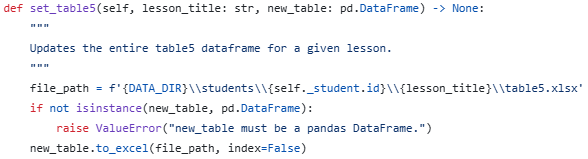 def set_table5(self, lesson_title: str, new_table: pd.DataFrame) -> None:
    """
    Updates the entire table5 dataframe for a given lesson.
    """
    file_path = f'{DATA_DIR}\\students\\{self._student.id}\\{lesson_title}\\table5.xlsx'
    if not isinstance(new_table, pd.DataFrame):
        raise ValueError("new_table must be a pandas DataFrame.")
    new_table.to_excel(file_path, index=False)